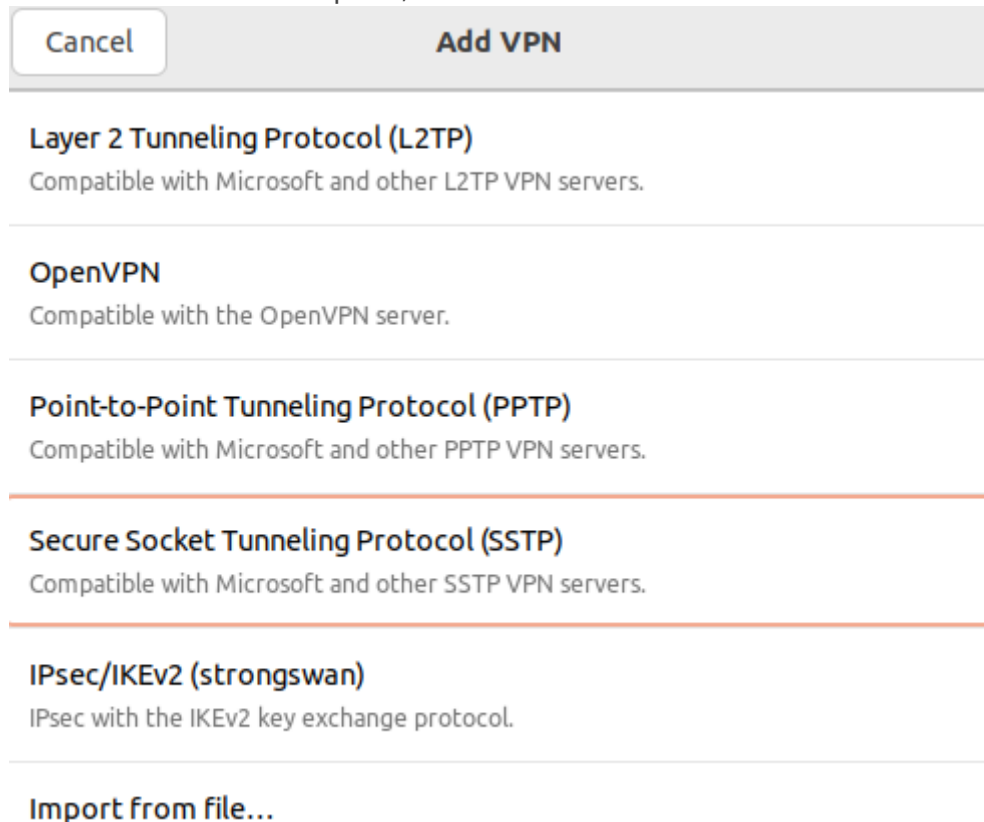 Cancel
Add VPN
Layer 2 Tunneling Protocol (L2TP)
Compatible with Microsoft and other L2TP VPN servers.
OpenVPN
Compatible with the OpenVPN server.
Point-to-Point Tunneling Protocol (PPTP)
Compatible with Microsoft and other PPTP VPN servers.
Secure Socket Tunneling Protocol (SSTP)
Compatible with Microsoft and other SSTP VPN servers.
IPsec/IKEv2 (strongswan)
IPsec with the IKEv2 key exchange protocol.
Import from file...